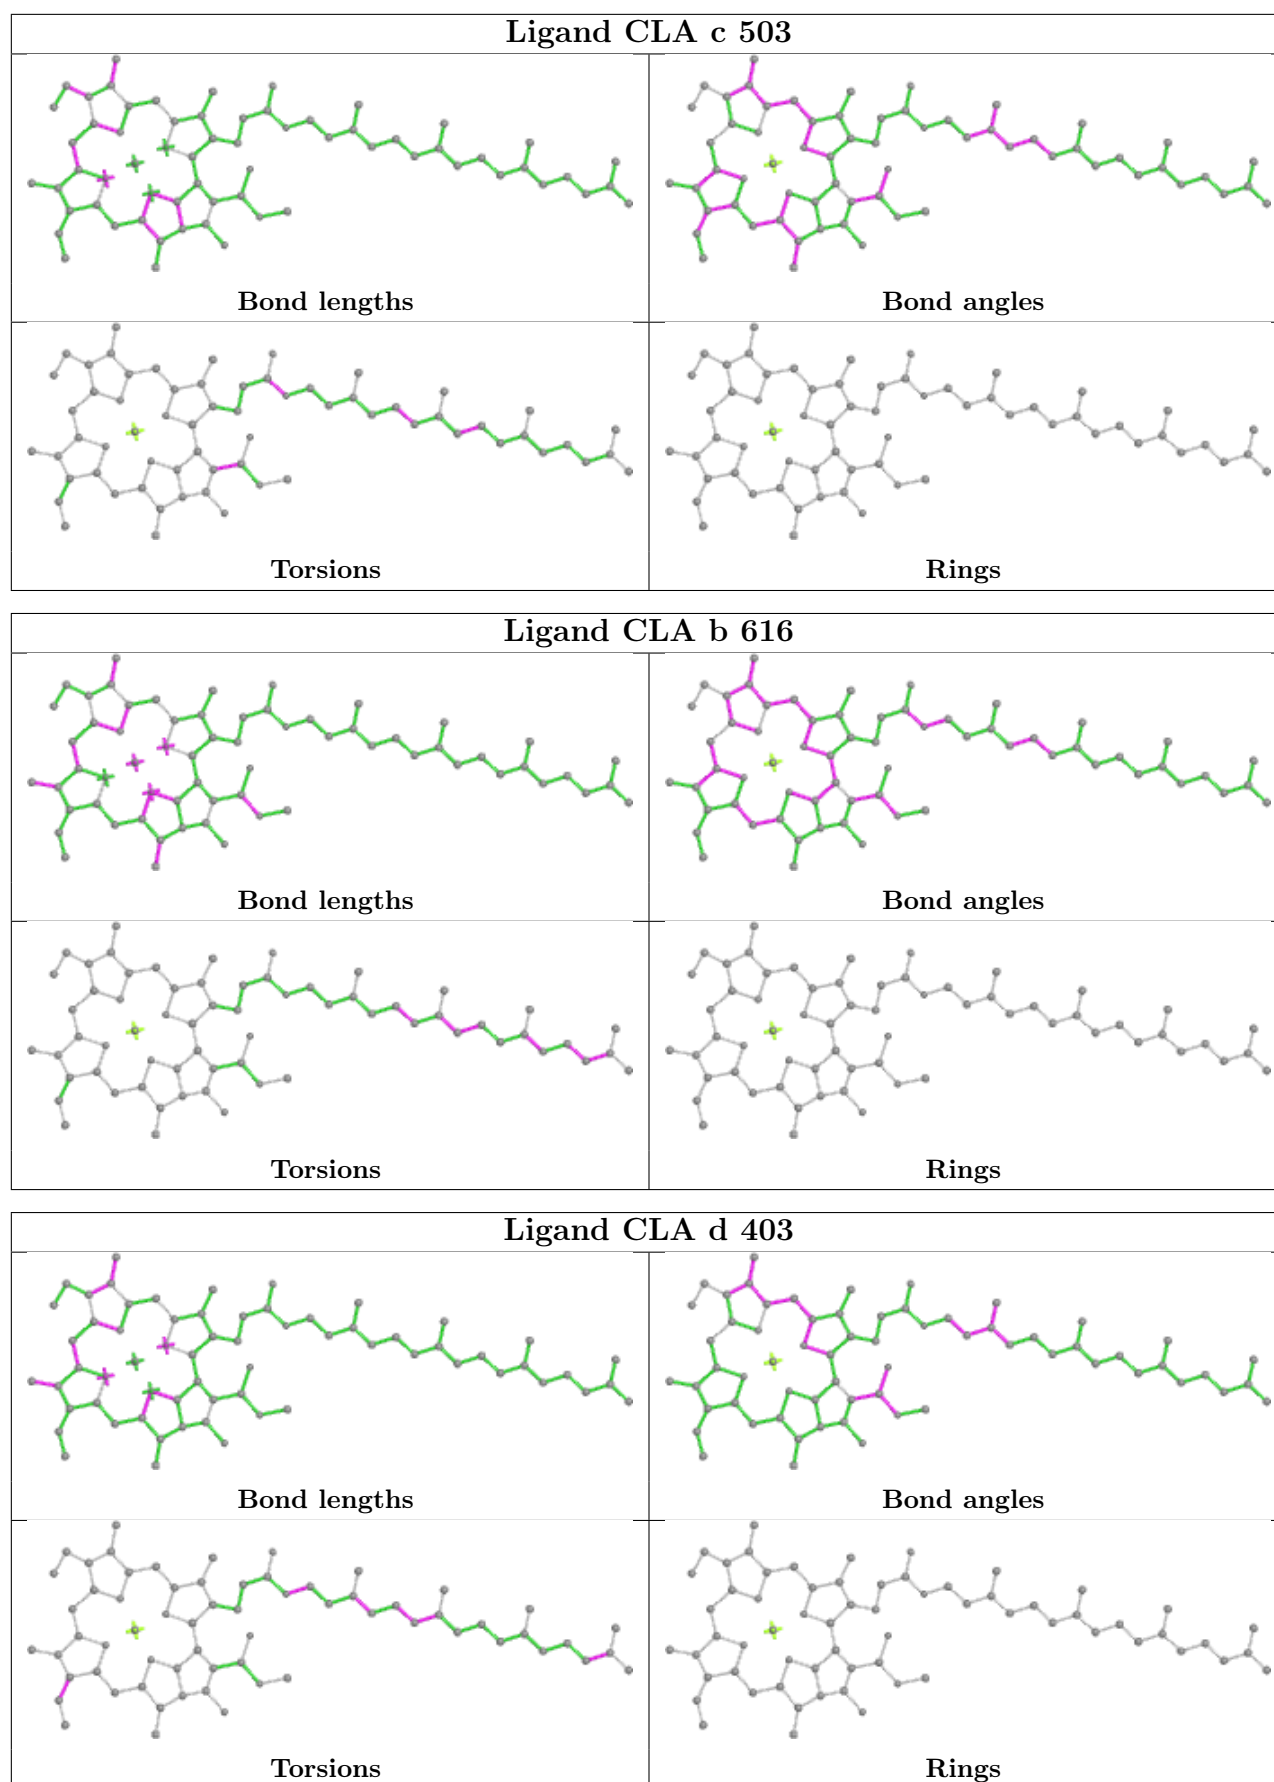 Ligand CLA c 503
Bond lengths
Bond angles
Torsions
Rings
Ligand CLA b 616
Bond lengths
Bond angles
Torsions
Rings
Ligand CLA d 403
Bond lengths
Bond angles
Torsions
Rings